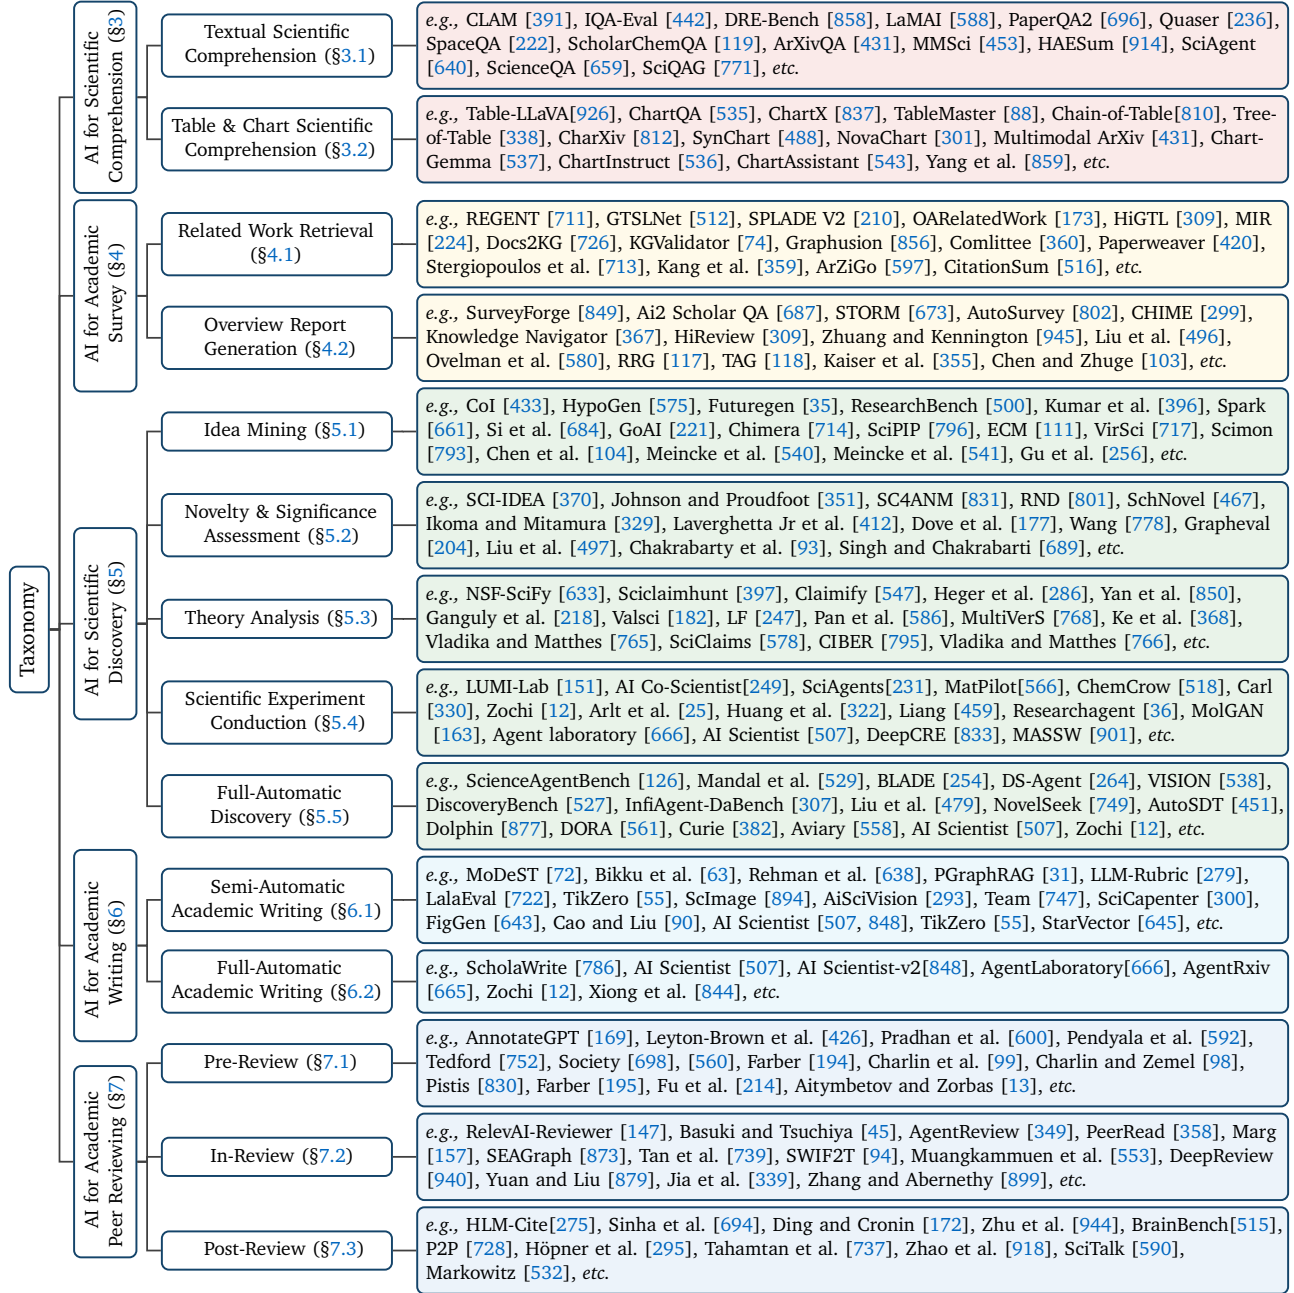 Taxonomy
AI for Scientific
Comprehension (§3)
Textual Scientific
Comprehension (§3.1)
e.g., CLAM [391], IQA-Eval [442], DRE-Bench [858], LaMAI [588], PaperQA2 [696], Quaser [236],
SpaceQA [222], ScholarChemQA [119], ArXivQA [431], MMSci [453], HAESum [914], SciAgent
[640], ScienceQA [659], SciQAG [771], etc.
Table & Chart Scientific
Comprehension (§3.2)
e.g., Table-LLaVA[926], ChartQA [535], ChartX [837], TableMaster [88], Chain-of-Table[810], Tree-
of-Table [338], CharXiv [812], SynChart [488], NovaChart [301], Multimodal ArXiv [431], Chart-
Gemma [537], ChartInstruct [536], ChartAssistant [543], Yang et al. [859], etc.
AI for Academic
Survey (§4)
Related Work Retrieval
(§4.1)
e.g., REGENT [711], GTSLNet [512], SPLADE V2 [210], OARelatedWork [173], HiGTL [309], MIR
[224], Docs2KG [726], KGValidator [74], Graphusion [856], Comlittee [360], Paperweaver [420],
Stergiopoulos et al. [713], Kang et al. [359], ArZiGo [597], CitationSum [516], etc.
Overview Report
Generation (§4.2)
e.g., SurveyForge [849], Ai2 Scholar QA [687], STORM [673], AutoSurvey [802], CHIME [299],
Knowledge Navigator [367], HiReview [309], Zhuang and Kennington [945], Liu et al. [496],
Ovelman et al. [580], RRG [117], TAG [118], Kaiser et al. [355], Chen and Zhuge [103], etc.
AI for Scientific
Discovery (§5)
Idea Mining (§5.1)
e.g., CoI [433], HypoGen [575], Futuregen [35], ResearchBench [500], Kumar et al. [396], Spark
[661], Si et al. [684], GoAI [221], Chimera [714], SciPIP [796], ECM [111], VirSci [717], Scimon
[793], Chen et al. [104], Meincke et al. [540], Meincke et al. [541], Gu et al. [256], etc.
Novelty & Significance
Assessment (§5.2)
e.g., SCI-IDEA [370], Johnson and Proudfoot [351], SC4ANM [831], RND [801], SchNovel [467],
Ikoma and Mitamura [329], Laverghetta Jr et al. [412], Dove et al. [177], Wang [778], Grapheval
[204], Liu et al. [497], Chakrabarty et al. [93], Singh and Chakrabarti [689], etc.
Theory Analysis (§5.3)
e.g., NSF-SciFy [633], Sciclaimhunt [397], Claimify [547], Heger et al. [286], Yan et al. [850],
Ganguly et al. [218], Valsci [182], LF [247], Pan et al. [586], MultiVerS [768], Ke et al. [368],
Vladika and Matthes [765], SciClaims [578], CIBER [795], Vladika and Matthes [766], etc.
Scientific Experiment
Conduction (§5.4)
e.g., LUMI-Lab [151], AI Co-Scientist[249], SciAgents[231], MatPilot[566], ChemCrow [518], Carl
[330], Zochi [12], Arlt et al. [25], Huang et al. [322], Liang [459], Researchagent [36], MolGAN
[163], Agent laboratory [666], AI Scientist [507], DeepCRE [833], MASSW [901], etc.
Full-Automatic
Discovery (§5.5)
e.g., ScienceAgentBench [126], Mandal et al. [529], BLADE [254], DS-Agent [264], VISION [538],
DiscoveryBench [527], InfiAgent-DaBench [307], Liu et al. [479], NovelSeek [749], AutoSDT [451],
Dolphin [877], DORA [561], Curie [382], Aviary [558], AI Scientist [507], Zochi [12], etc.
AI for Academic
Writing (§6)
Semi-Automatic
Academic Writing (§6.1)
e.g., MoDeST [72], Bikku et al. [63], Rehman et al. [638], PGraphRAG [31], LLM-Rubric [279],
LalaEval [722], TikZero [55], ScImage [894], AiSciVision [293], Team [747], SciCapenter [300],
FigGen [643], Cao and Liu [90], AI Scientist [507, 848], TikZero [55], StarVector [645], etc.
Full-Automatic
Academic Writing (§6.2)
e.g., ScholaWrite [786], AI Scientist [507], AI Scientist-v2[848], AgentLaboratory[666], AgentRxiv
[665], Zochi [12], Xiong et al. [844], etc.
AI for Academic
Peer Reviewing (§7)
Pre-Review (§7.1)
e.g., AnnotateGPT [169], Leyton-Brown et al. [426], Pradhan et al. [600], Pendyala et al. [592],
Tedford [752], Society [698], [560], Farber [194], Charlin et al. [99], Charlin and Zemel [98],
Pistis [830], Farber [195], Fu et al. [214], Aitymbetov and Zorbas [13], etc.
In-Review (§7.2)
e.g., RelevAI-Reviewer [147], Basuki and Tsuchiya [45], AgentReview [349], PeerRead [358], Marg
[157], SEAGraph [873], Tan et al. [739], SWIF2T [94], Muangkammuen et al. [553], DeepReview
[940], Yuan and Liu [879], Jia et al. [339], Zhang and Abernethy [899], etc.
Post-Review (§7.3)
e.g., HLM-Cite[275], Sinha et al. [694], Ding and Cronin [172], Zhu et al. [944], BrainBench[515],
P2P [728], Höpner et al. [295], Tahamtan et al. [737], Zhao et al. [918], SciTalk [590],
Markowitz [532], etc.